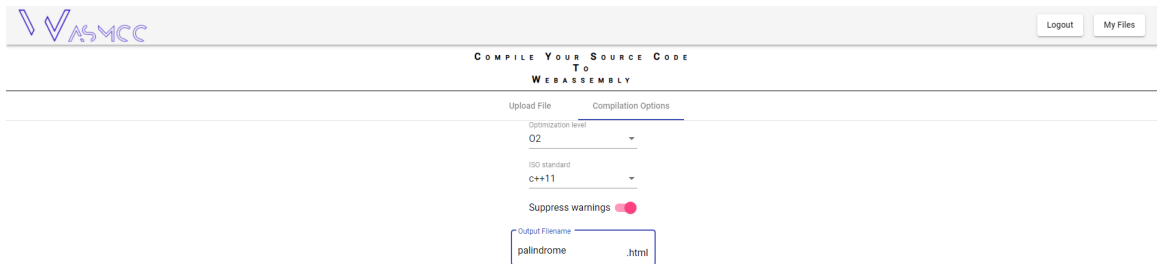 WASMCC
Logout
My Files
Compile Your Source Code
To
Webassembly
Upload File
Compilation Options
Optimization level
O2
ISO standard
c++11
Suppress warnings
Output Filename
palindrome
.html